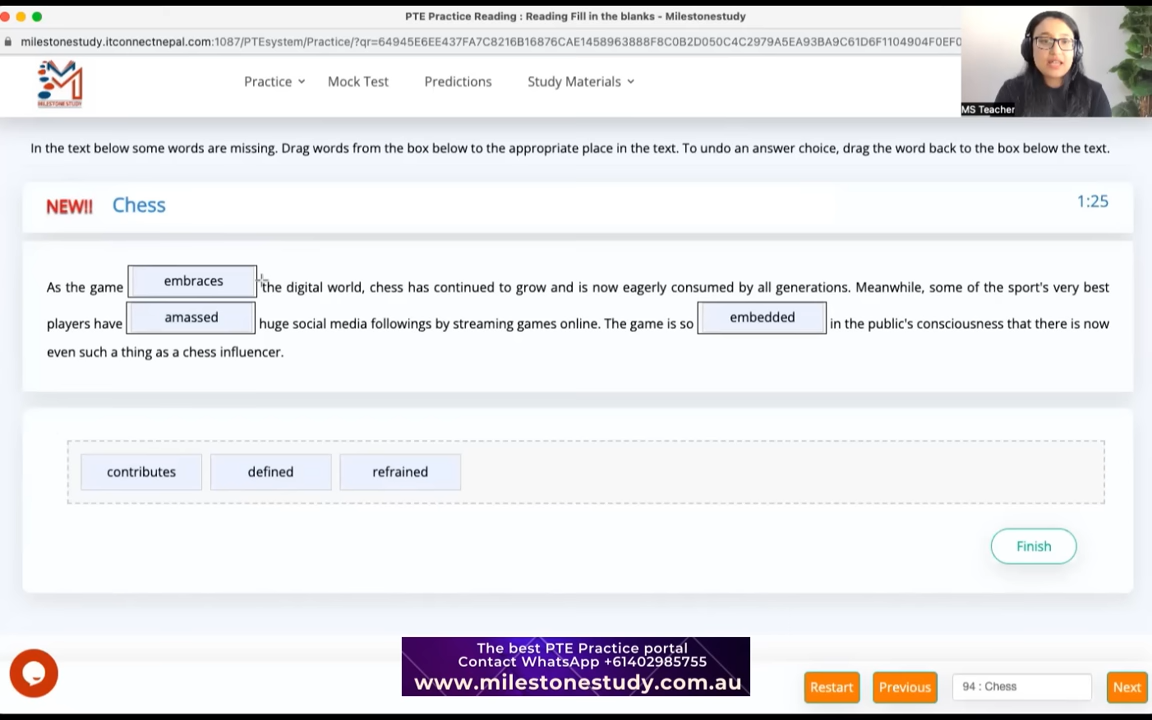 PTE Practice Reading : Reading Fill in the blanks - Milestonestudy
milestonestudy.itconnectnepal.com:1087/PTEsystem/Practice/?qr=64945E6EE437FA7C8216B16876CAE1458963888F8C0B2D050C4C2979A5EA93BA9C61D6F1104904F0EF0
MILESTONE STUDY
Practice Mock Test Predictions Study Materials
MS Teacher
In the text below some words are missing. Drag words from the box below to the appropriate place in the text. To undo an answer choice, drag the word back to the box below the text.
NEW!! Chess 1:25
As the game embraces the digital world, chess has continued to grow and is now eagerly consumed by all generations. Meanwhile, some of the sport's very best
players have amassed huge social media followings by streaming games online. The game is so embedded in the public's consciousness that there is now
even such a thing as a chess influencer.
contributes defined refrained
Finish
The best PTE Practice portal
Contact WhatsApp +61402985755
www.milestonestudy.com.au
Restart Previous 94 : Chess Next